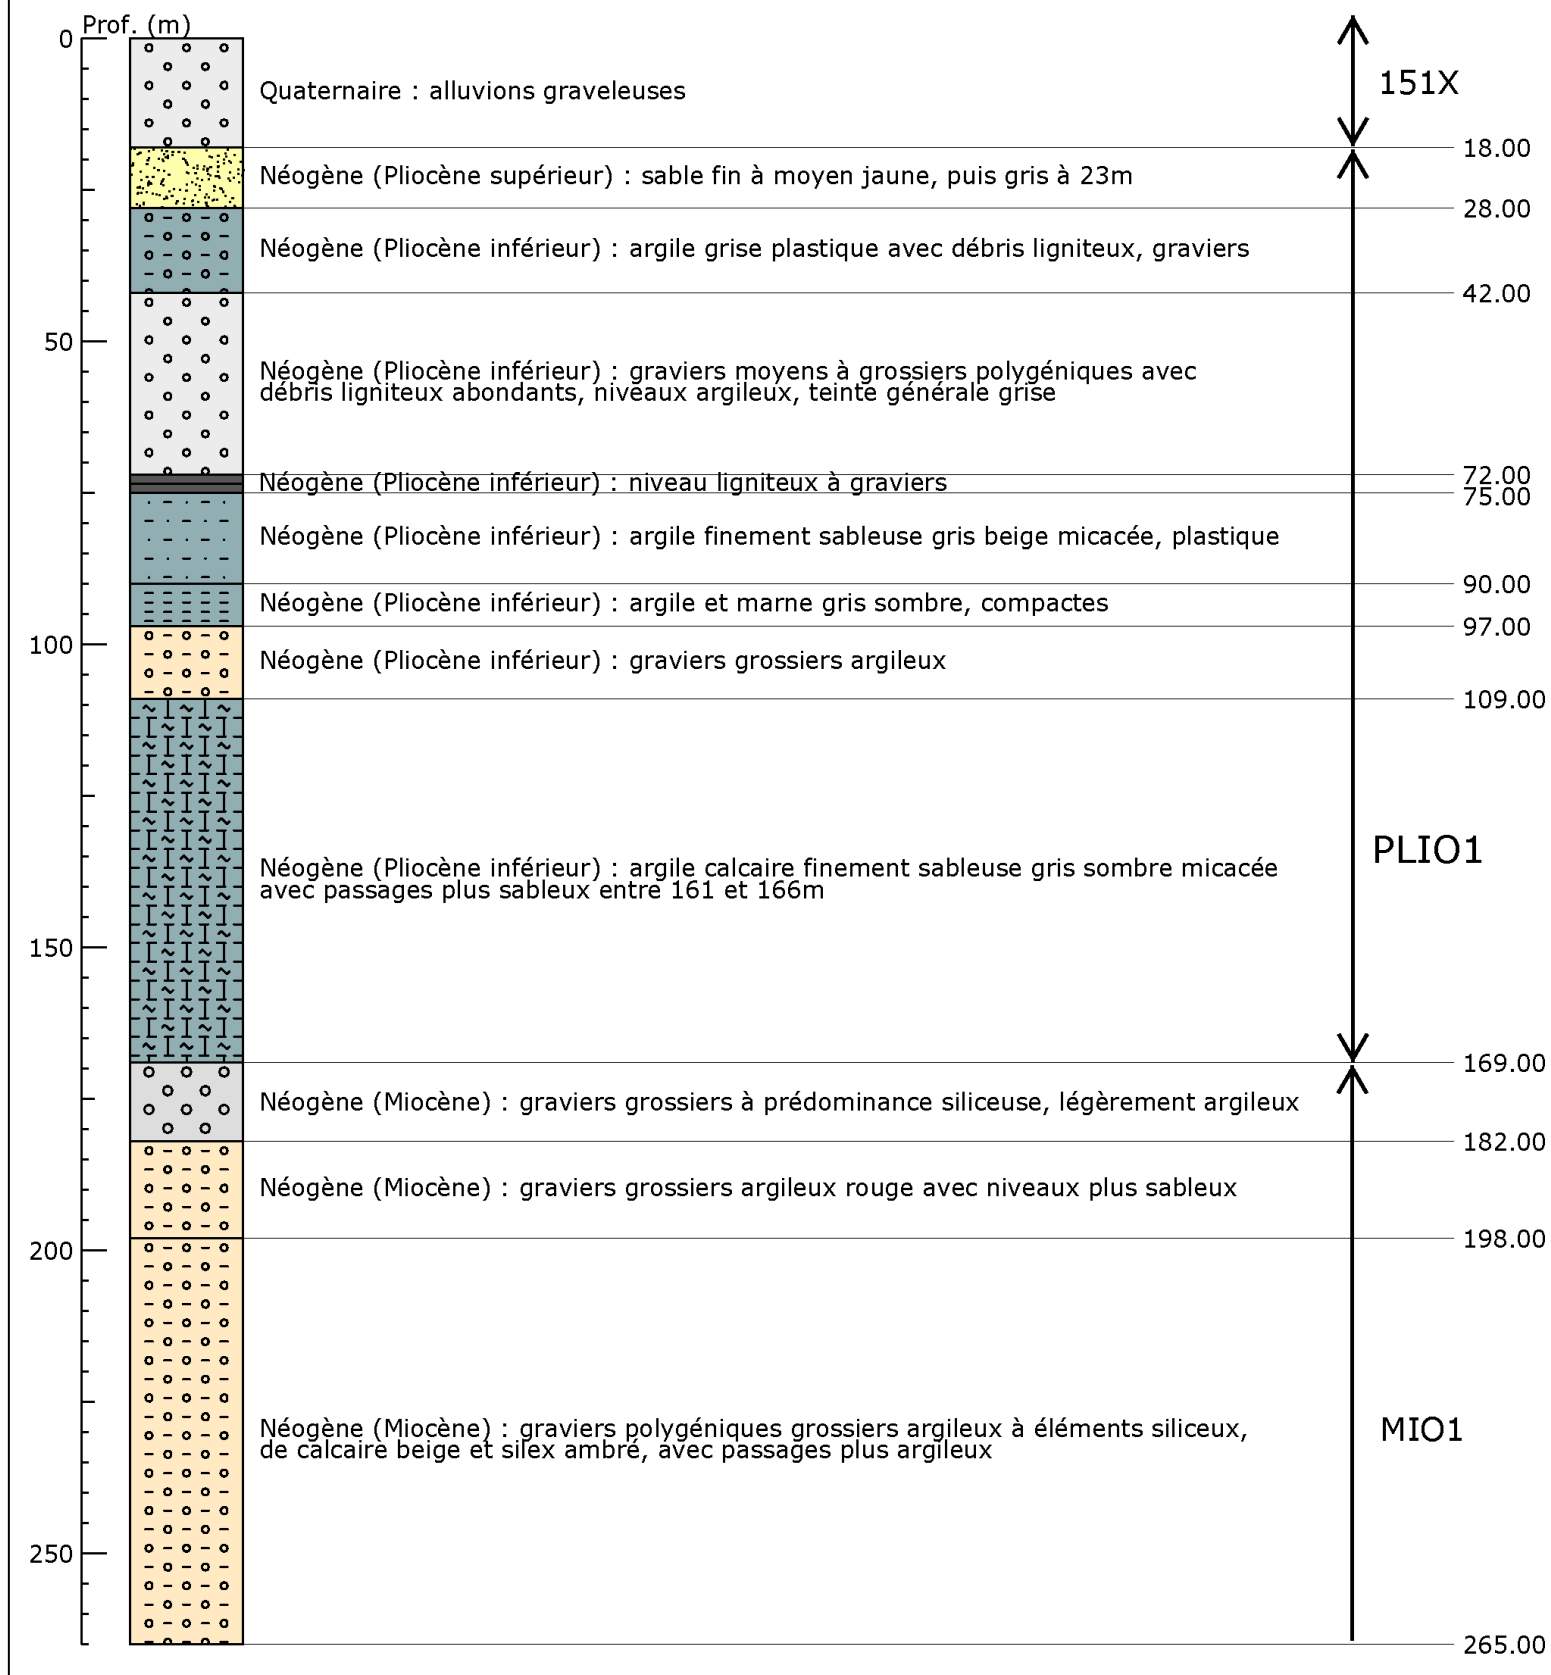 Prof. (m)
0
151X
Quaternaire : alluvions graveleuses
18.00
Néogène (Pliocène supérieur) : sable fin à moyen jaune, puis gris à 23m
28.00
Néogène (Pliocène inférieur) : argile grise plastique avec débris ligniteux, graviers
42.00
50
Néogène (Pliocène inférieur) : graviers moyens à grossiers polygéniques avec
débris ligniteux abondants, niveaux argileux, teinte générale grise
72.00
Néogène (Pliocène inférieur) : niveau ligniteux à graviers
75.00
Néogène (Pliocène inférieur) : argile finement sableuse gris beige micacée, plastique
90.00
Néogène (Pliocène inférieur) : argile et marne gris sombre, compactes
97.00
100
Néogène (Pliocène inférieur) : graviers grossiers argileux
109.00
PLIO1
Néogène (Pliocène inférieur) : argile calcaire finement sableuse gris sombre micacée
avec passages plus sableux entre 161 et 166m
150
169.00
Néogène (Miocène) : graviers grossiers à prédominance siliceuse, légèrement argileux
182.00
Néogène (Miocène) : graviers grossiers argileux rouge avec niveaux plus sableux
198.00
200
Néogène (Miocène) : graviers polygéniques grossiers argileux à éléments siliceux,
de calcaire beige et silex ambré, avec passages plus argileux
MIO1
250
265.00